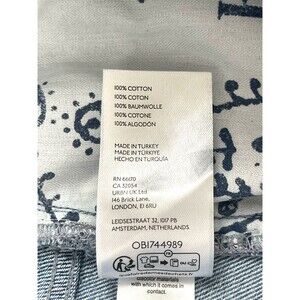 100% COTTON
100% COTON
100% BAUMWOLLE
100% COTONE
100% ALGODÓN
MADE IN TURKEY
MADE IN TÜRKIYE
HECHO EN TURQUÍA
RN 66170
CA 32054
URBN UK Ltd
146 Brick Lane,
LONDON, E1 6RU
LEIDSESTRAAT 32, 1017 PB
AMSTERDAM, NETHERLANDS
OB1744989
FR
which it comes in
contact.